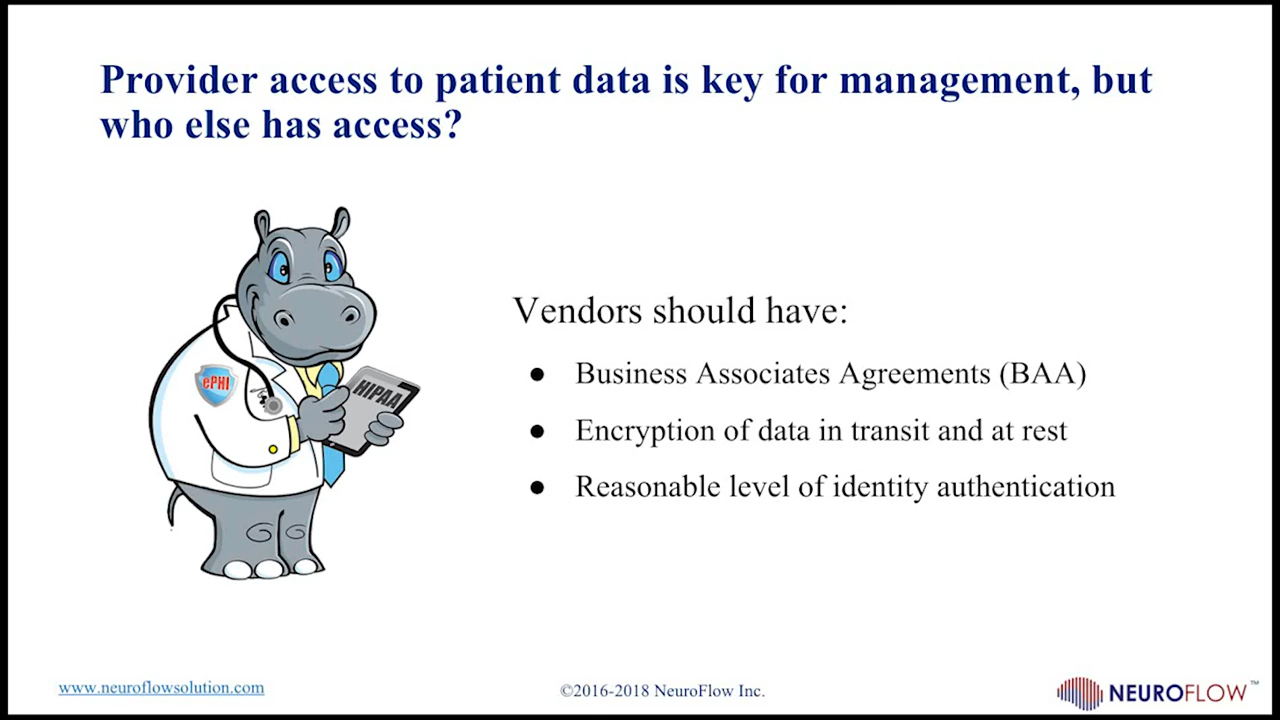 Provider access to patient data is key for management, but
who else has access?
ePHI
HIPAA
Vendors should have:
● Business Associates Agreements (BAA)
● Encryption of data in transit and at rest
● Reasonable level of identity authentication
www.neuroflowsolution.com
©2016-2018 NeuroFlow Inc.
NEUROFLOW™